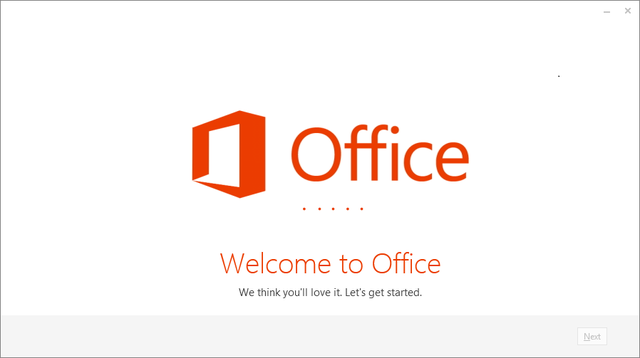 Office
Welcome to Office
We think you'll love it. Let's get started.
Next